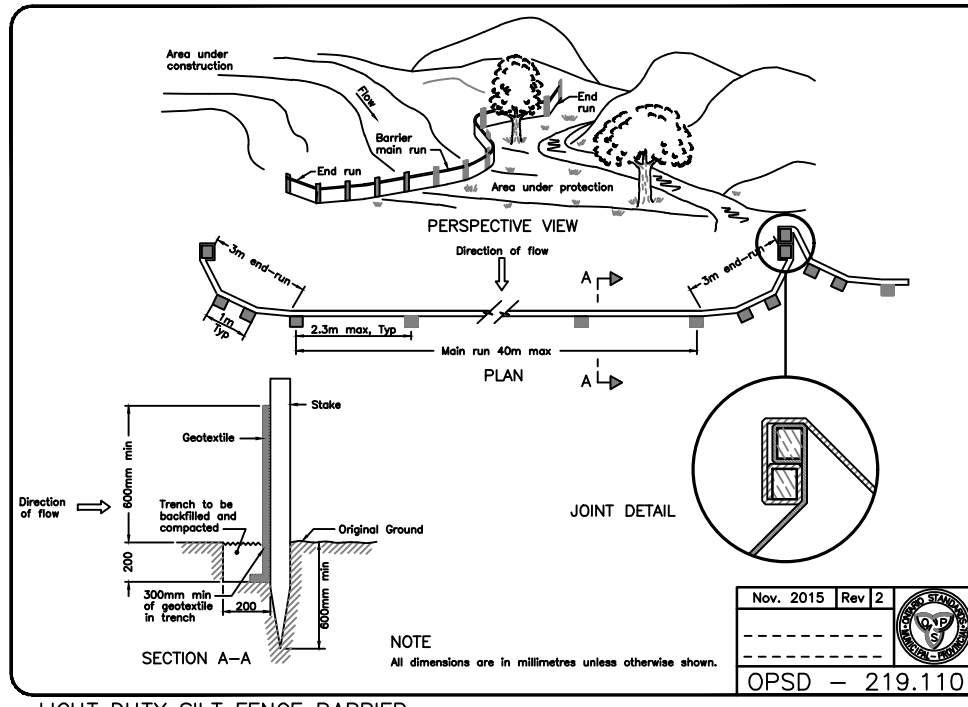 Area under
construction
Flow
Barrier
main run
End run
End
run
Area under protection
PERSPECTIVE VIEW
Direction of flow
3m end-run
3m end-run
A
1m
Typ
2.3m max, Typ
Main run 40m max
PLAN
A
Stake
Geotextile
600mm min
Direction
of flow
Trench to be
backfilled and
compacted
Original Ground
200
300mm min
of geotextile
in trench
200
600mm min
SECTION A-A
JOINT DETAIL
NOTE
All dimensions are in millimetres unless otherwise shown.
Nov. 2015 Rev 2
ONTARIO STANDARDS
MUNICIPAL - PROVINCIAL
O P
S
OPSD - 219.110
LIGHT DUTY SILT FENCE BARRIER